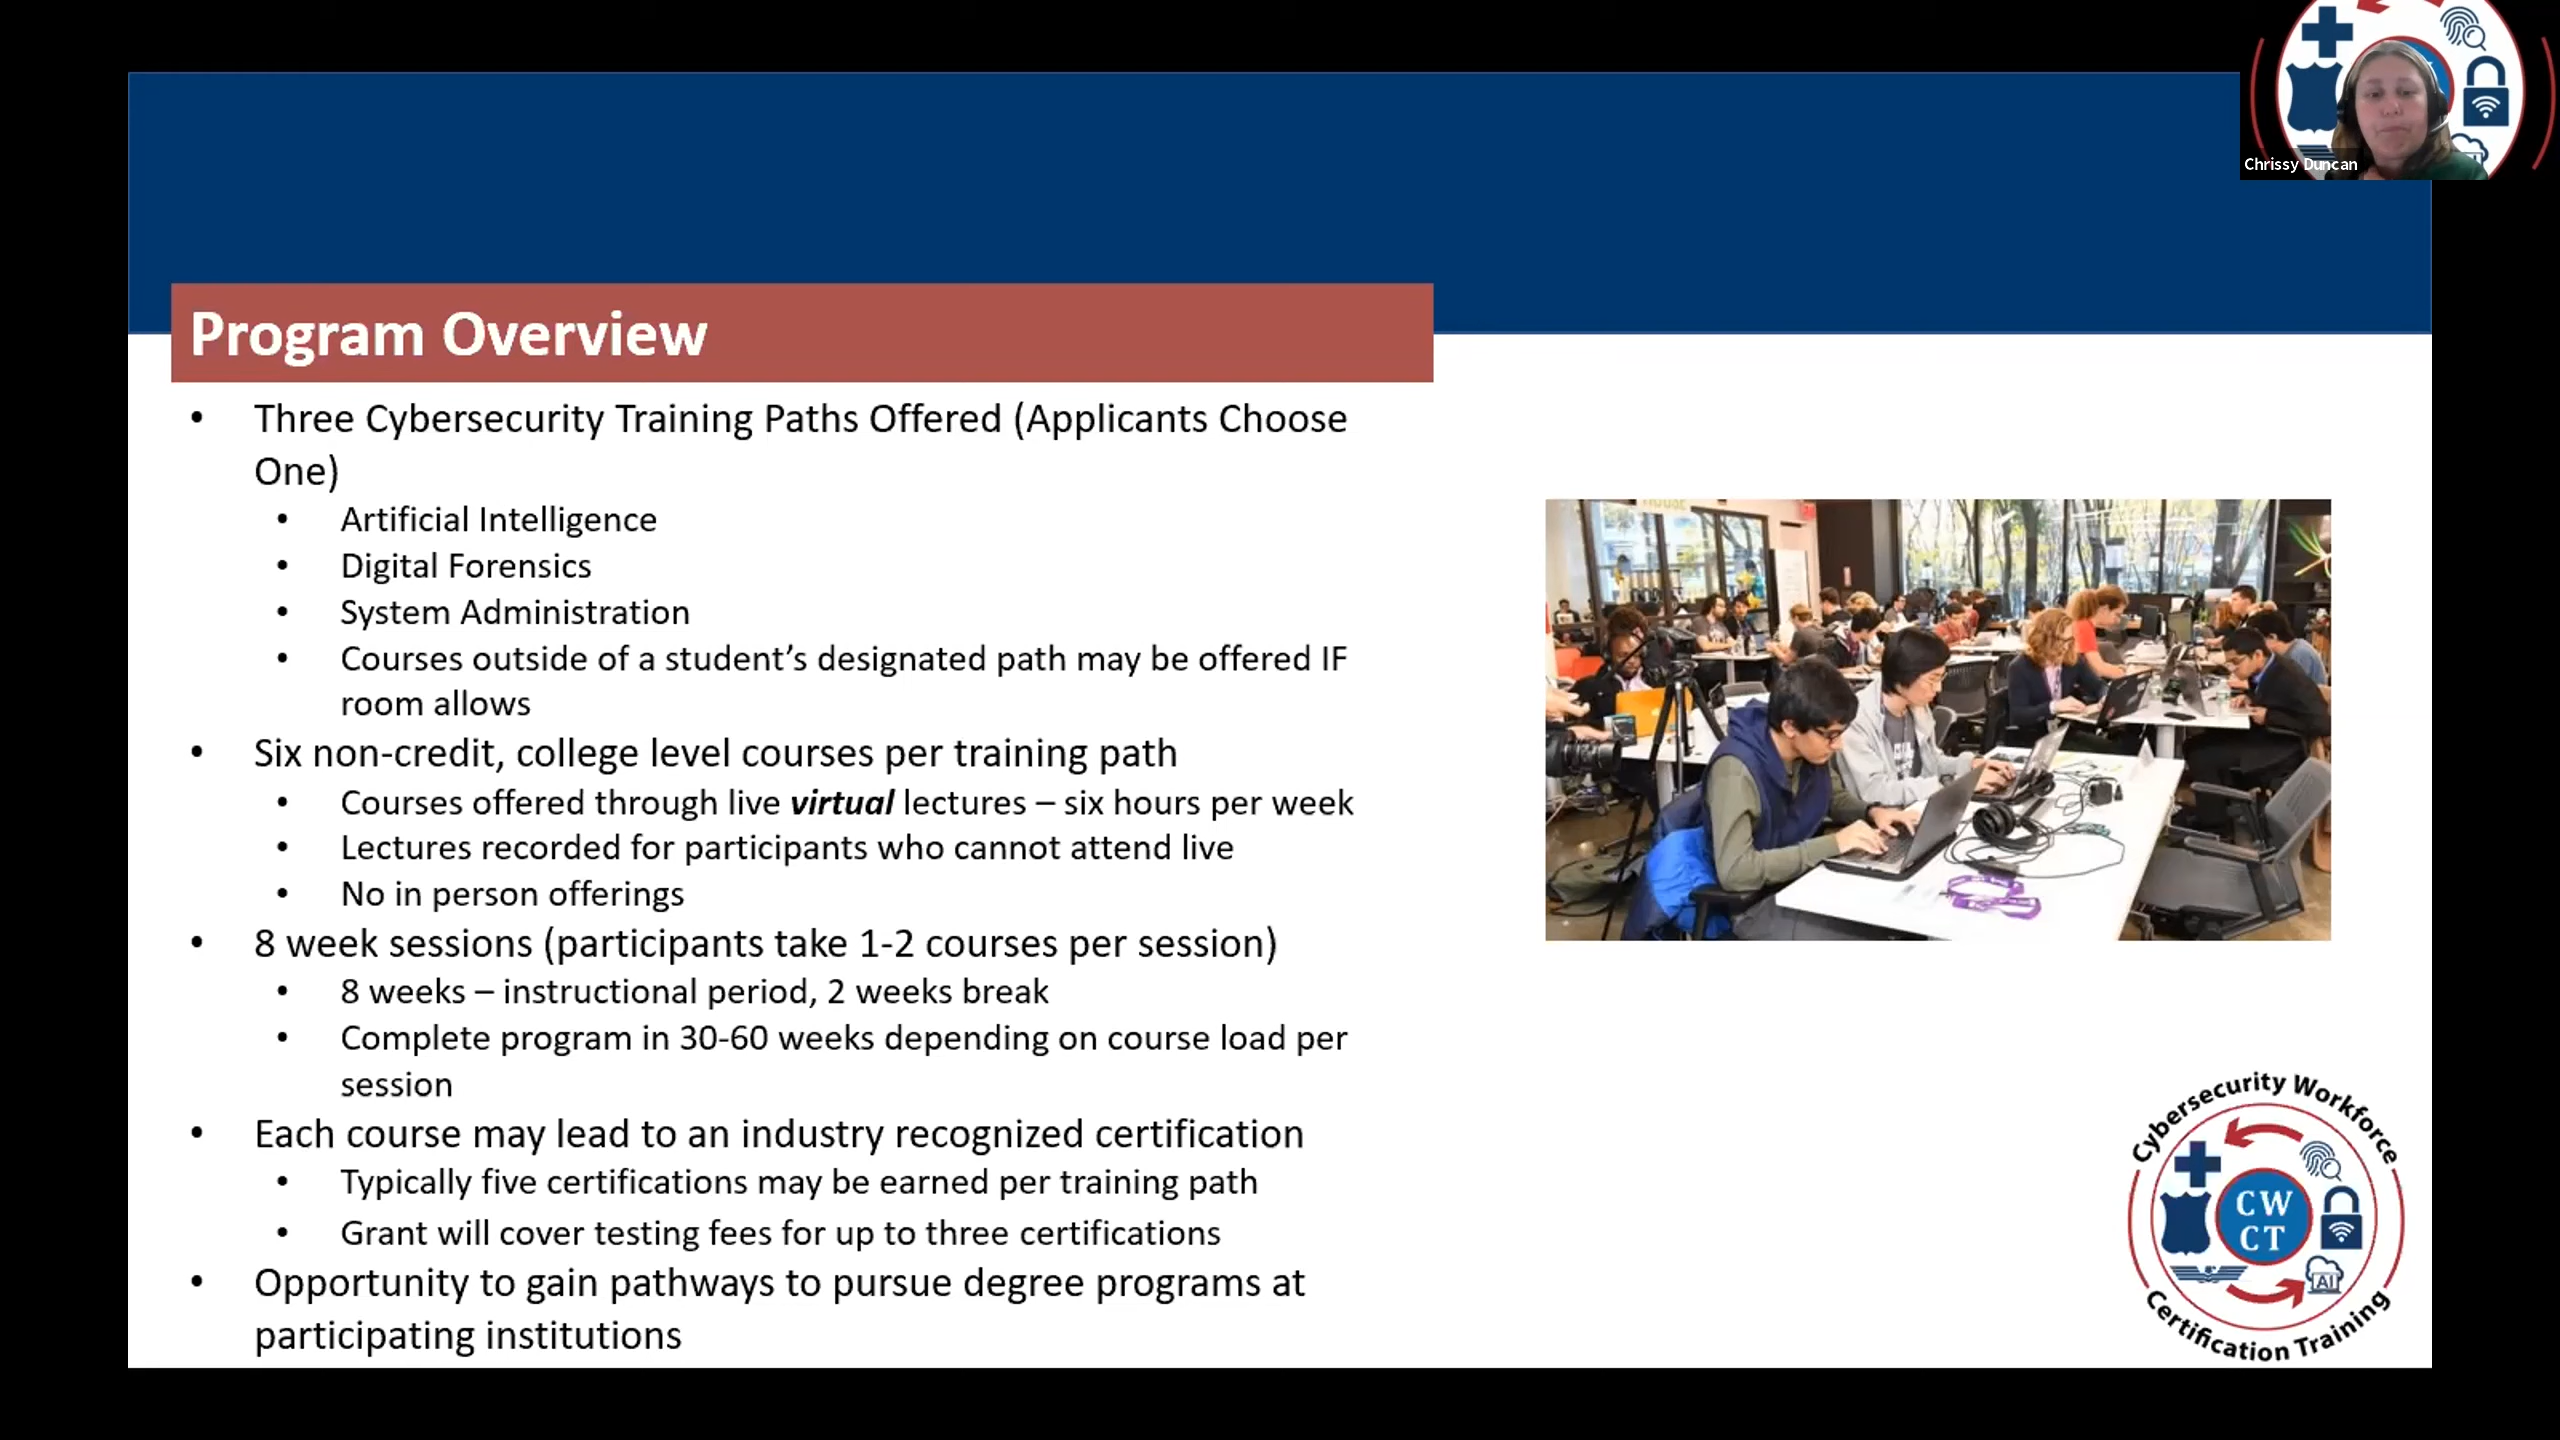 Chrissy Duncan
Program Overview
• Three Cybersecurity Training Paths Offered (Applicants Choose
One)
• Artificial Intelligence
• Digital Forensics
• System Administration
• Courses outside of a student’s designated path may be offered IF
room allows
• Six non-credit, college level courses per training path
• Courses offered through live virtual lectures – six hours per week
• Lectures recorded for participants who cannot attend live
• No in person offerings
• 8 week sessions (participants take 1-2 courses per session)
• 8 weeks – instructional period, 2 weeks break
• Complete program in 30-60 weeks depending on course load per
session
• Each course may lead to an industry recognized certification
• Typically five certifications may be earned per training path
• Grant will cover testing fees for up to three certifications
• Opportunity to gain pathways to pursue degree programs at
participating institutions
Cybersecurity Workforce
CW
CT
AI
Certification Training